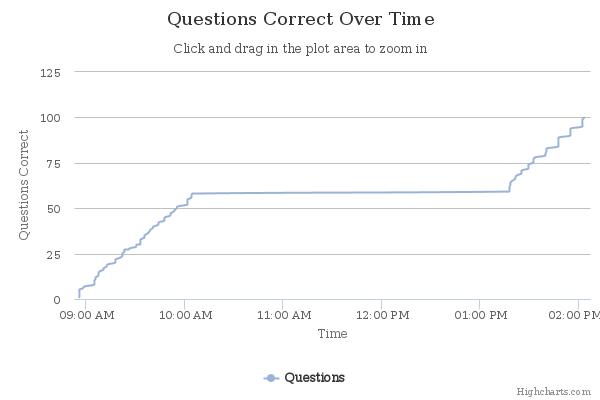 Questions Correct Over Time
Click and drag in the plot area to zoom in
Questions Correct
125
100
75
50
25
0
09:00 AM 10:00 AM 11:00 AM 12:00 PM 01:00 PM 02:00 PM
Time
Questions
Highcharts.com